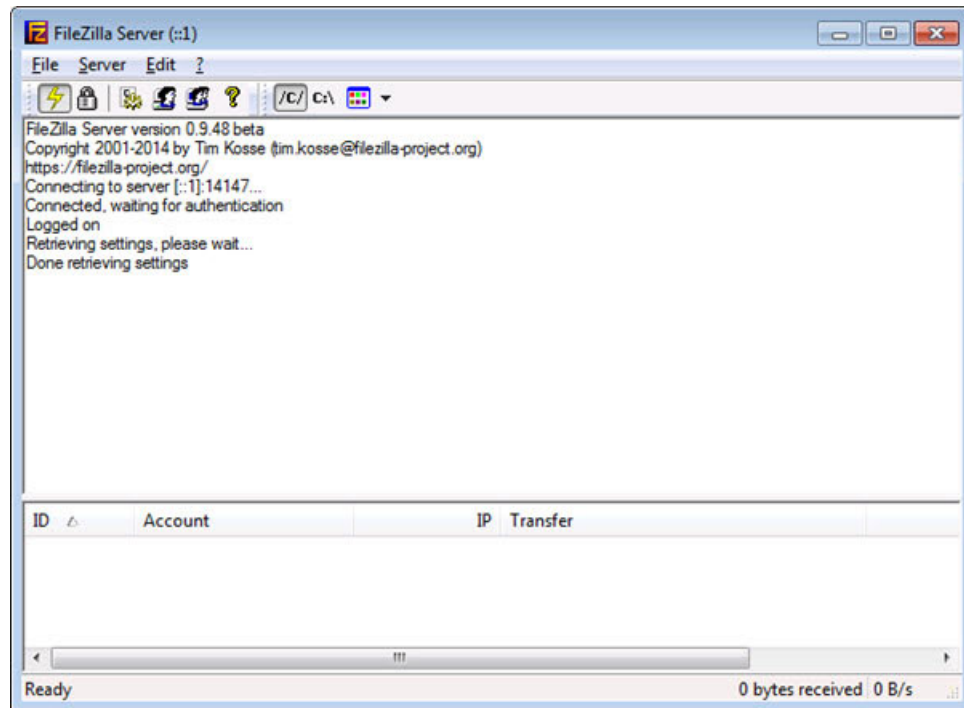 FileZilla Server (::1)
File Server Edit ?
/C/ C:\
FileZilla Server version 0.9.48 beta
Copyright 2001-2014 by Tim Kosse (tim.kosse@filezilla-project.org)
https://filezilla-project.org/
Connecting to server [::1]:14147...
Connected, waiting for authentication
Logged on
Retrieving settings, please wait...
Done retrieving settings
ID Account IP Transfer
Ready 0 bytes received 0 B/s